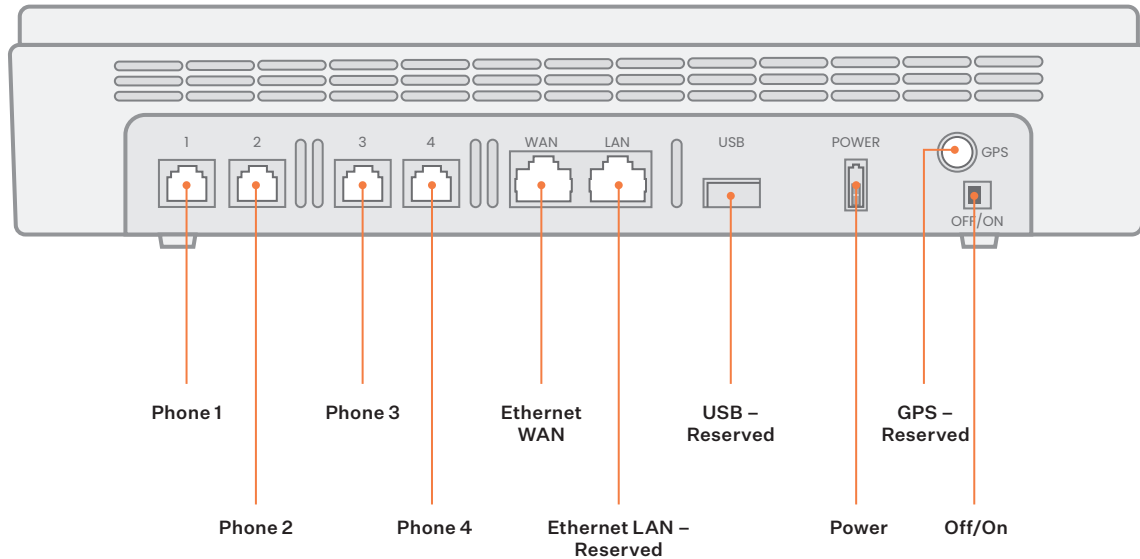 1 2 3 4 WAN LAN USB POWER
GPS
OFF/ON
Phone 1 Phone 3 Ethernet USB – GPS –
WAN Reserved Reserved
Phone 2 Phone 4 Ethernet LAN – Power Off/On
Reserved